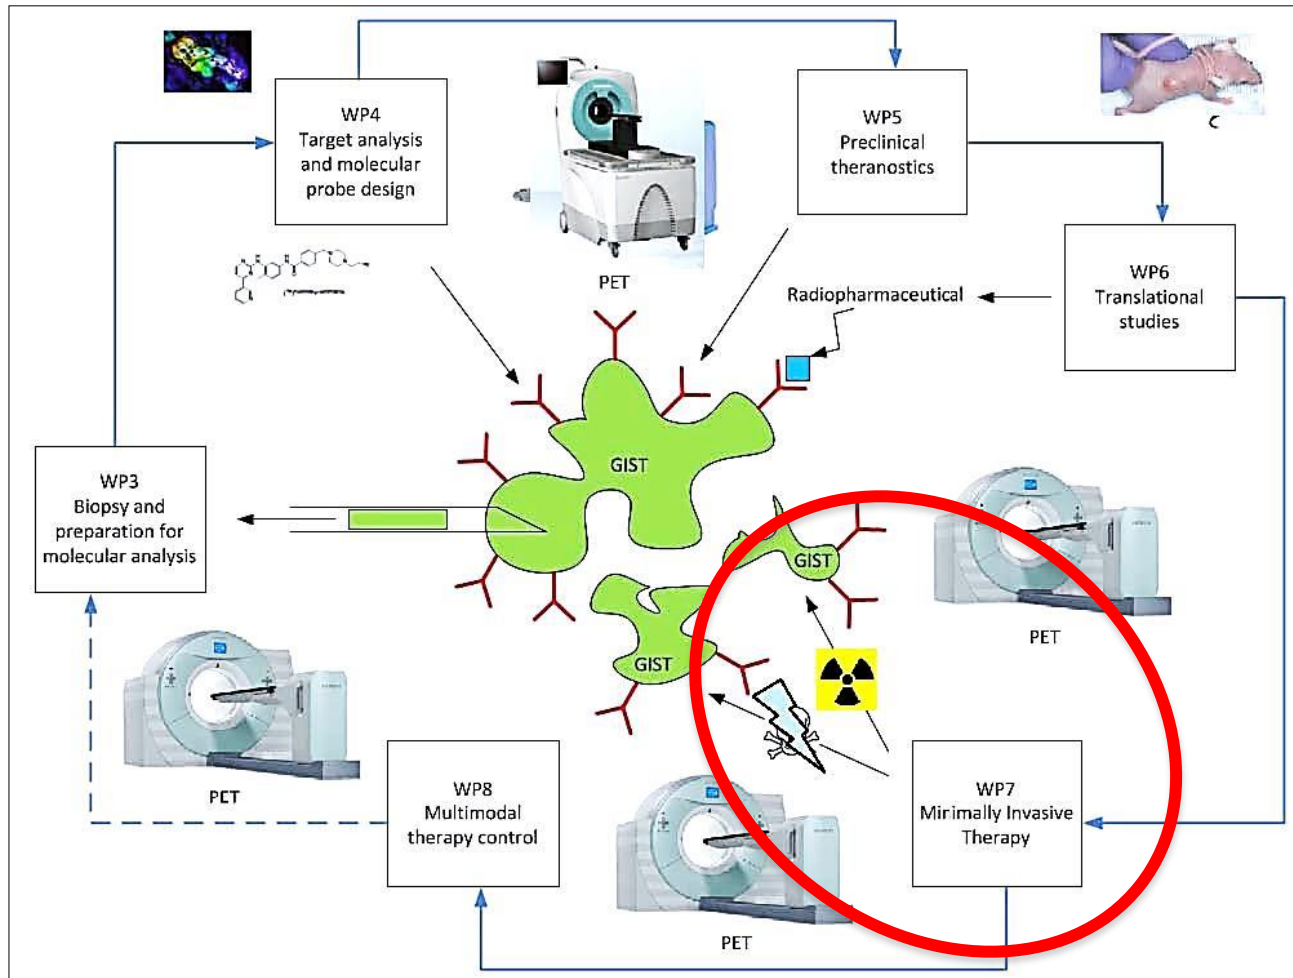 WP4
Target analysis
and molecular
probe design
WP5
Preclinical
theranostics
PET
WP6
Translational
studies
Radiopharmaceutical
GIST
WP3
Biopsy and
preparation for
molecular analysis
GIST
GIST
PET
PET
WP8
Multimodal
therapy control
WP7
Minimally Invasive
Therapy
PET